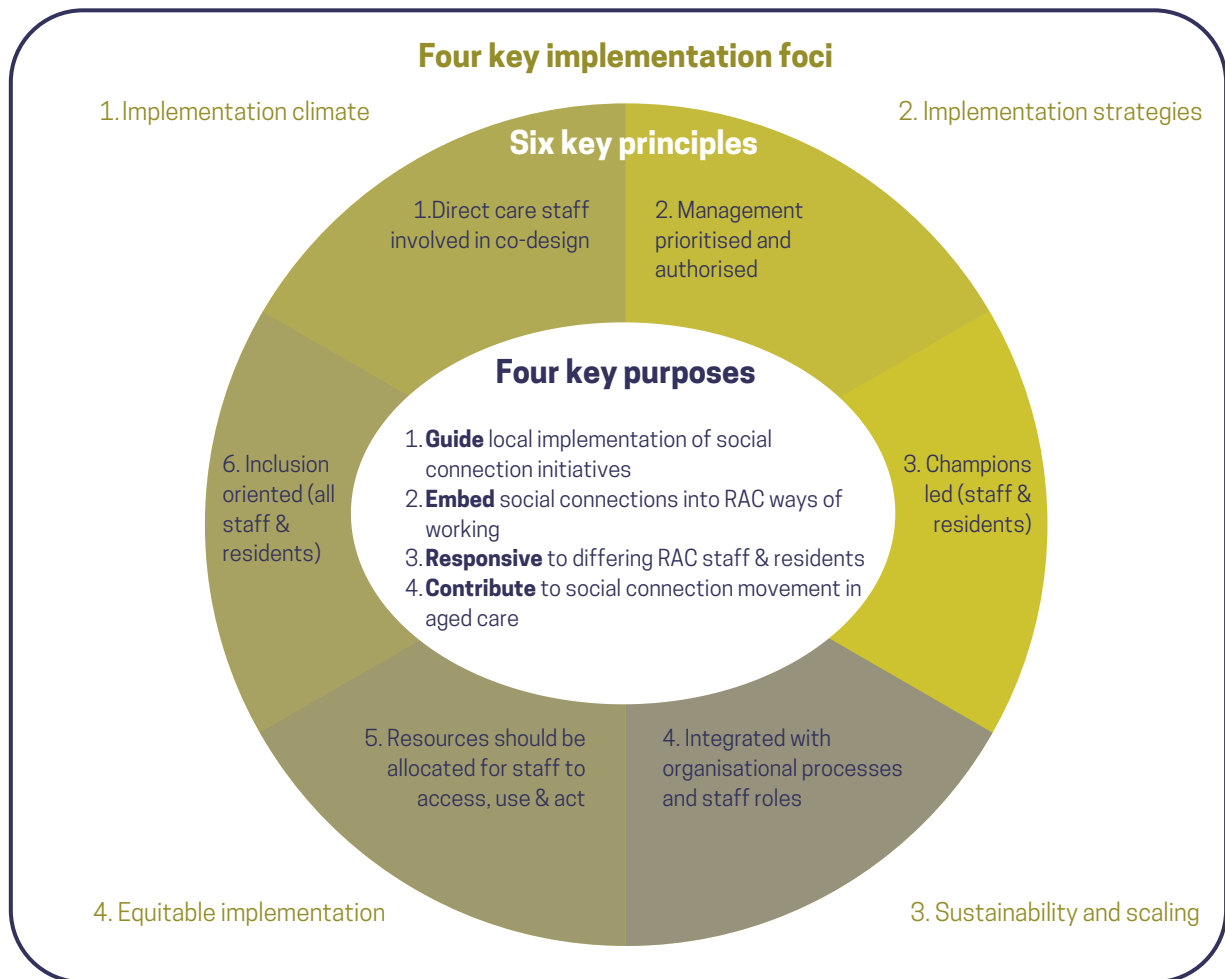 Four key implementation foci
1. Implementation climate
2. Implementation strategies
Six key principles
1.Direct care staff
involved in co-design
2. Management
prioritised and
authorised
3. Champions
led (staff &
residents)
4. Integrated with
organisational processes
and staff roles
5. Resources should be
allocated for staff to
access, use & act
6. Inclusion
oriented (all
staff &
residents)
Four key purposes
1. Guide local implementation of social
connection initiatives
2. Embed social connections into RAC ways of
working
3. Responsive to differing RAC staff & residents
4. Contribute to social connection movement in
aged care
4. Equitable implementation
3. Sustainability and scaling